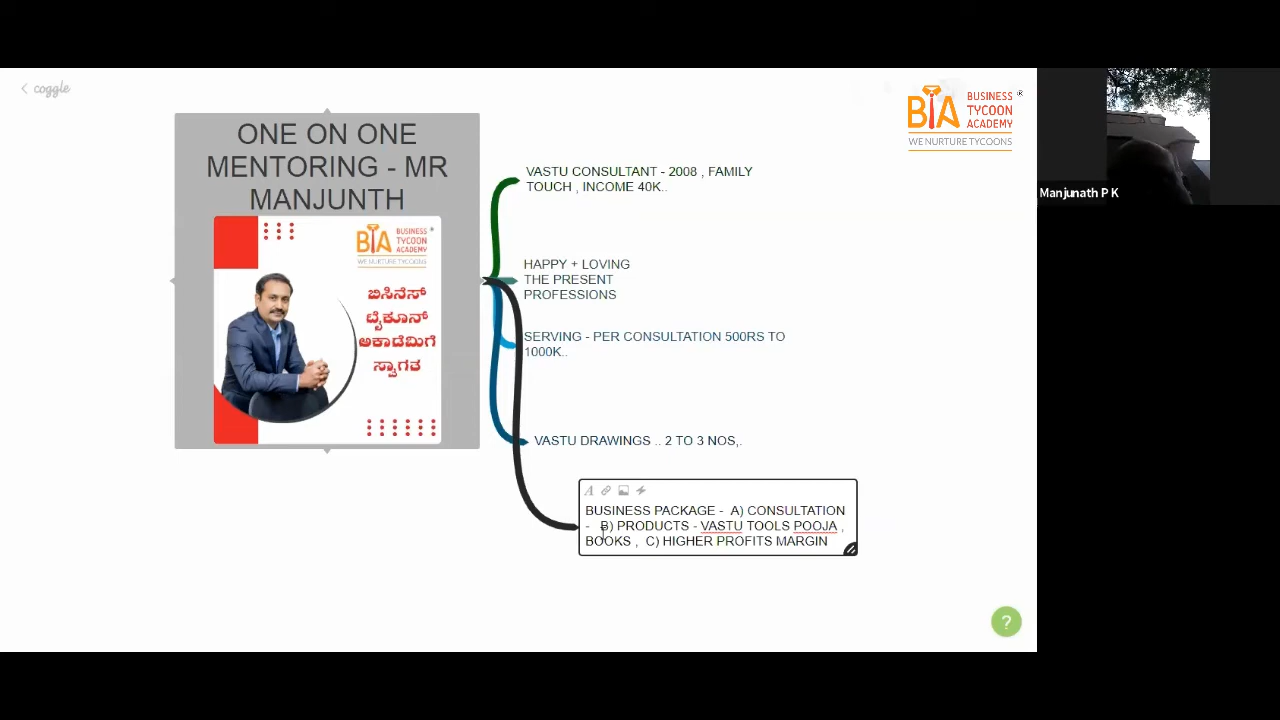 coggle
ONE ON ONE
MENTORING - MR
MANJUNTH
BTA
BUSINESS
TYCOON
ACADEMY
WE NURTURE TYCOONS
ಬಿಸಿನೆಸ್
ಟೈಕೂನ್
ಅಕಾಡೆಮಿಗೆ
ಸ್ವಾಗತ
VASTU CONSULTANT - 2008 , FAMILY
TOUCH , INCOME 40K..
HAPPY + LOVING
THE PRESENT
PROFESSIONS
SERVING - PER CONSULTATION 500RS TO
1000K..
VASTU DRAWINGS .. 2 TO 3 NOS,.
BUSINESS PACKAGE - A) CONSULTATION
- B) PRODUCTS - VASTU TOOLS POOJA ,
BOOKS , C) HIGHER PROFITS MARGIN
BTA
BUSINESS
TYCOON
ACADEMY
®
WE NURTURE TYCOONS
Manjunath P K
?